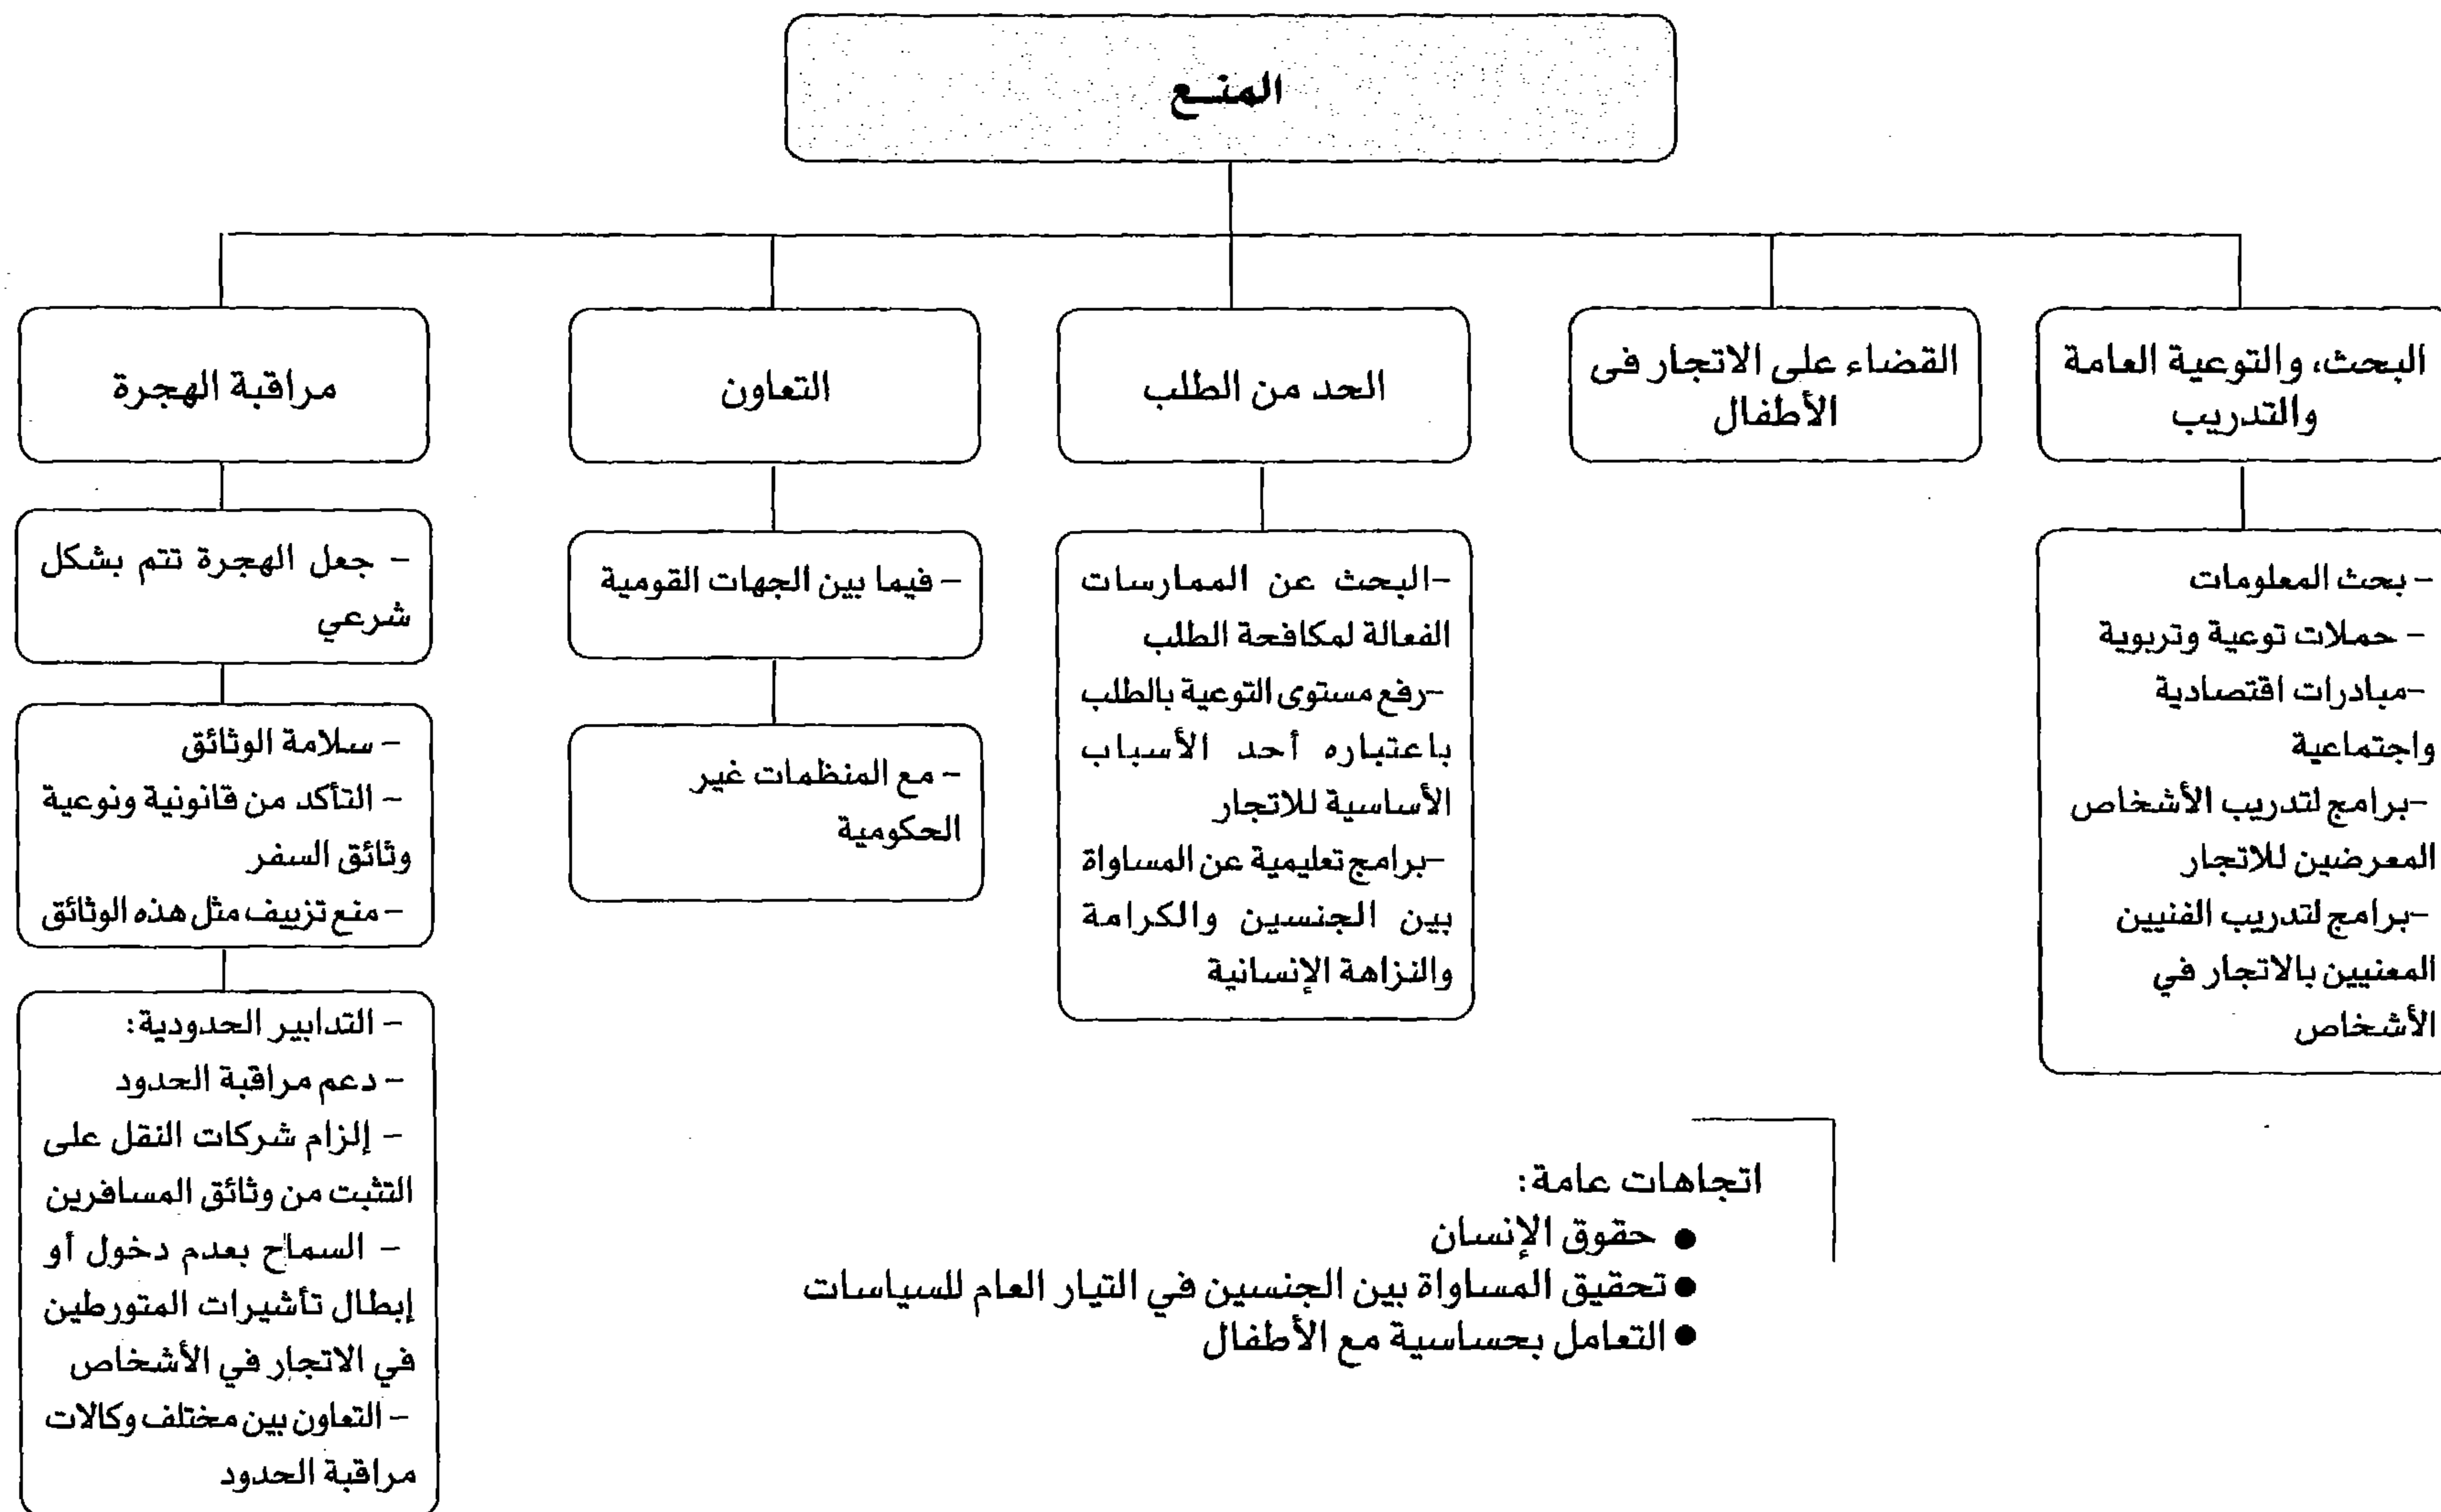 المنــع
البحث، والتوعية العامة
والتدريب
القضاء على الاتجار فى
الأطفال
الحد من الطلب
التعاون
مراقبة الهجرة
– بحث المعلومات
– حملات توعية وتربوية
–مبادرات اقتصادية
واجتماعية
–برامج لتدريب الأشخاص
المعرضين للاتجار
–برامج لتدريب الفنيين
المعنيين بالاتجار في
الأشخاص
–البحث عن الممارسات
الفعالة لمكافحة الطلب
–رفع مستوى التوعية بالطلب
باعتباره أحد الأسباب
الأساسية للاتجار
–برامج تعليمية عن المساواة
بين الجنسين والكرامة
والنزاهة الإنسانية
– فيما بين الجهات القومية
– مع المنظمات غير
الحكومية
– جعل الهجرة تتم بشكل
شرعي
– سلامة الوثائق
– التأكد من قانونية ونوعية
وثائق السفر
– منع تزييف مثل هذه الوثائق
– التدابير الحدودية:
– دعم مراقبة الحدود
– إلزام شركات النقل على
التثبت من وثائق المسافرين
– السماح بعدم دخول أو
إبطال تأشيرات المتورطين
في الاتجار في الأشخاص
– التعاون بين مختلف وكالات
مراقبة الحدود
اتجاهات عامة:
● حقوق الإنسان
● تحقيق المساواة بين الجنسين في التيار العام للسياسات
● التعامل بحساسية مع الأطفال